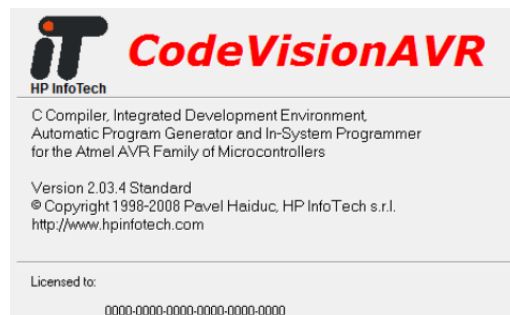 iT CodeVisionAVR
HP InfoTech
C Compiler, Integrated Development Environment,
Automatic Program Generator and In-System Programmer
for the Atmel AVR Family of Microcontrollers
Version 2.03.4 Standard
© Copyright 1998-2008 Pavel Haiduc, HP InfoTech s.r.l.
http://www.hpinfotech.com
Licensed to:
0000-0000-0000-0000-0000-0000